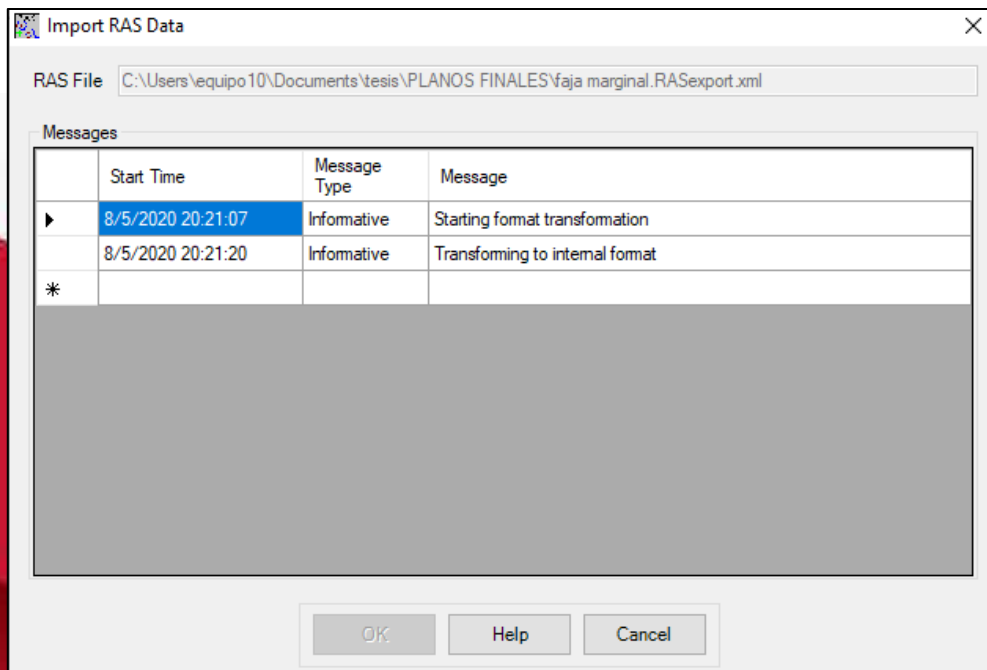 Import RAS Data
RAS File C:\Users\equipo10\Documents\tesis\PLANOS FINALES\faja marginal.RASexport.xml
Messages
Start Time Message Type Message
8/5/2020 20:21:07 Informative Starting format transformation
8/5/2020 20:21:20 Informative Transforming to internal format
OK Help Cancel